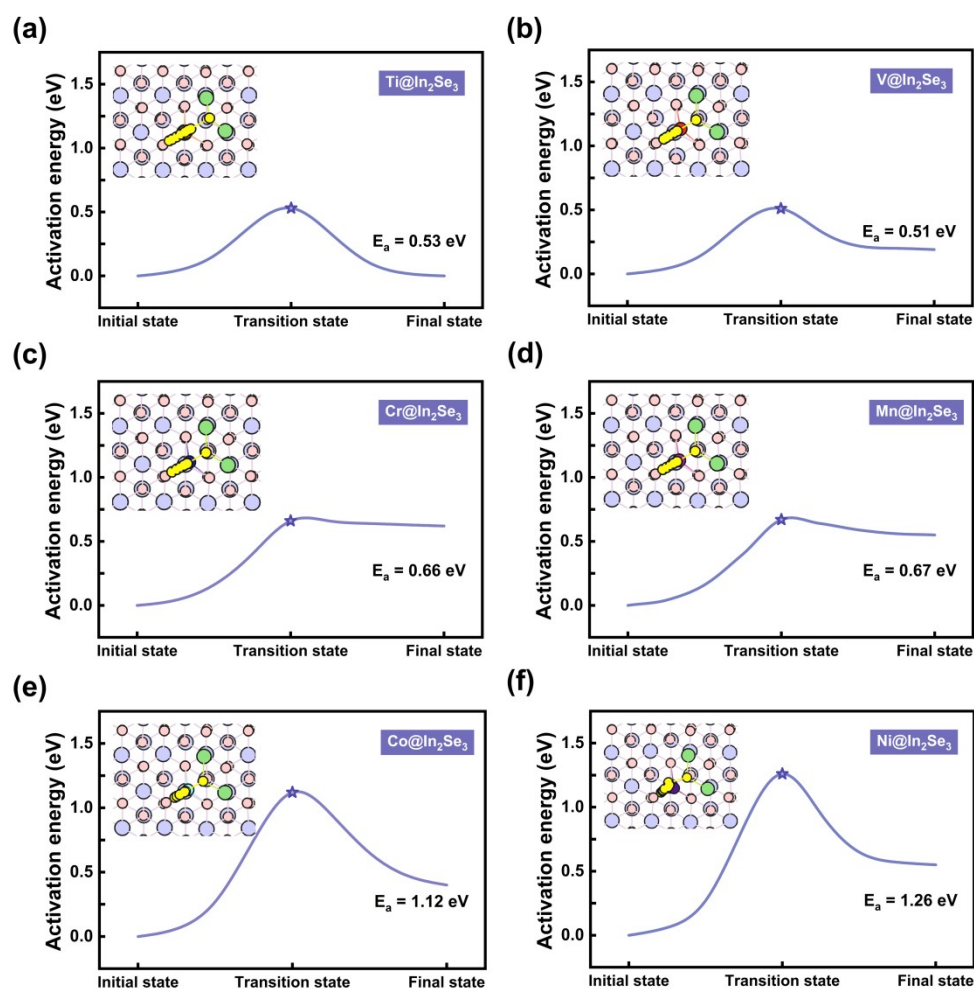 (a)
Activation energy (eV)
1.5
1.0
0.5
0.0
Ti@In₂Se₃
Eₐ = 0.53 eV
Initial state Transition state Final state
(b)
Activation energy (eV)
1.5
1.0
0.5
0.0
V@In₂Se₃
Eₐ = 0.51 eV
Initial state Transition state Final state
(c)
Activation energy (eV)
1.5
1.0
0.5
0.0
Cr@In₂Se₃
Eₐ = 0.66 eV
Initial state Transition state Final state
(d)
Activation energy (eV)
1.5
1.0
0.5
0.0
Mn@In₂Se₃
Eₐ = 0.67 eV
Initial state Transition state Final state
(e)
Activation energy (eV)
1.5
1.0
0.5
0.0
Co@In₂Se₃
Eₐ = 1.12 eV
Initial state Transition state Final state
(f)
Activation energy (eV)
1.5
1.0
0.5
0.0
Ni@In₂Se₃
Eₐ = 1.26 eV
Initial state Transition state Final state